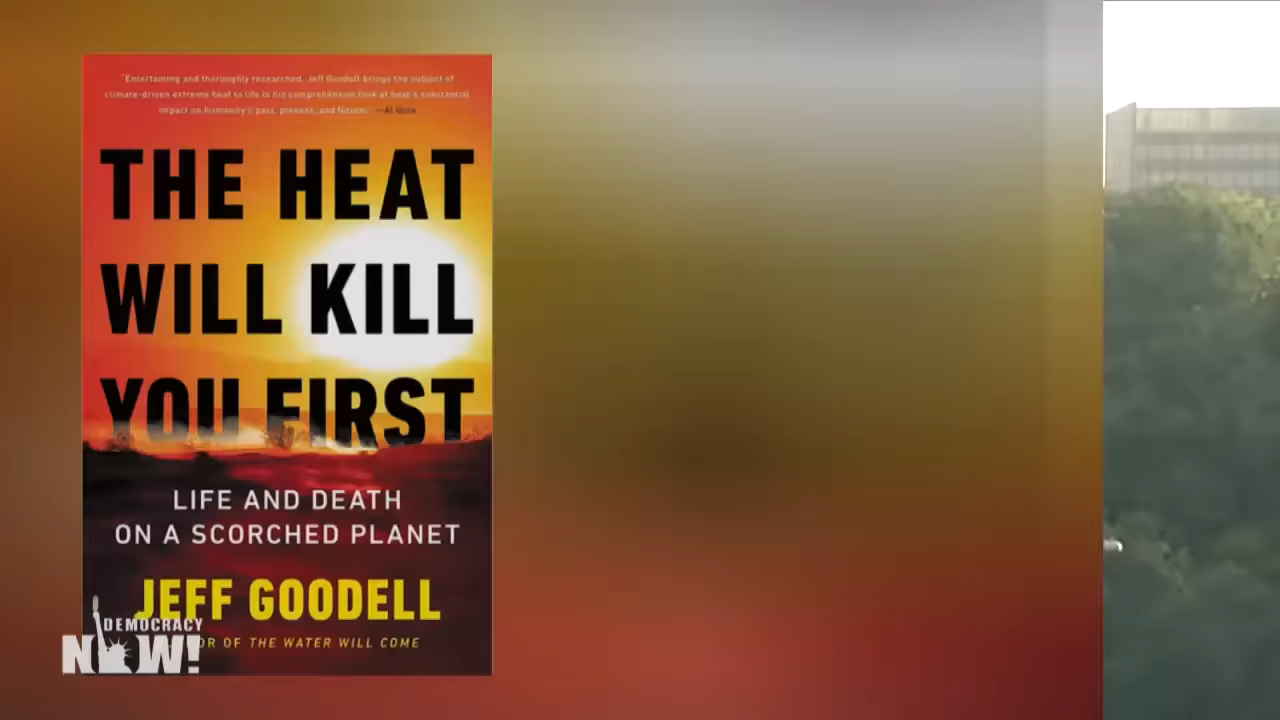 "Entertaining and thoroughly researched, Jeff Goodell brings the subject of
climate-driven extreme heat to life in his comprehensive look at heat's substantial
impact on humanity's past, present, and future." —Al Gore
THE HEAT
WILL KILL
YOU FIRST
LIFE AND DEATH
ON A SCORCHED PLANET
JEFF GOODELL
OF THE WATER WILL COME
DEMOCRACY
NOW!